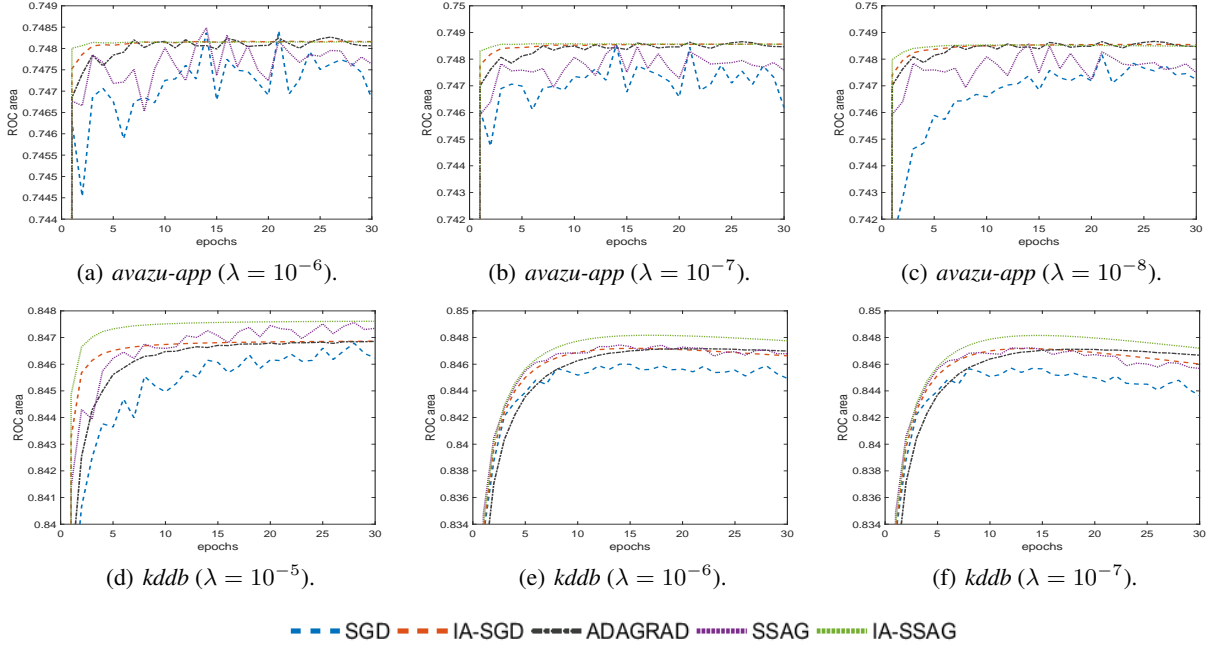 0.749
0.7485
0.748
0.7475
0.747
0.7465
0.746
0.7455
0.745
0.7445
0.744
ROC area
0 5 10 15 20 25 30
epochs
(a) avazu-app (λ = 10⁻⁶).
0.75
0.749
0.748
0.747
0.746
0.745
0.744
0.743
0.742
ROC area
0 5 10 15 20 25 30
epochs
(b) avazu-app (λ = 10⁻⁷).
0.75
0.749
0.748
0.747
0.746
0.745
0.744
0.743
0.742
ROC area
0 5 10 15 20 25 30
epochs
(c) avazu-app (λ = 10⁻⁸).
0.848
0.847
0.846
0.845
0.844
0.843
0.842
0.841
0.84
ROC area
0 5 10 15 20 25 30
epochs
(d) kddb (λ = 10⁻⁵).
0.85
0.848
0.846
0.844
0.842
0.84
0.838
0.836
0.834
ROC area
0 5 10 15 20 25 30
epochs
(e) kddb (λ = 10⁻⁶).
0.85
0.848
0.846
0.844
0.842
0.84
0.838
0.836
0.834
ROC area
0 5 10 15 20 25 30
epochs
(f) kddb (λ = 10⁻⁷).
SGD IA-SGD ADAGRAD SSAG IA-SSAG